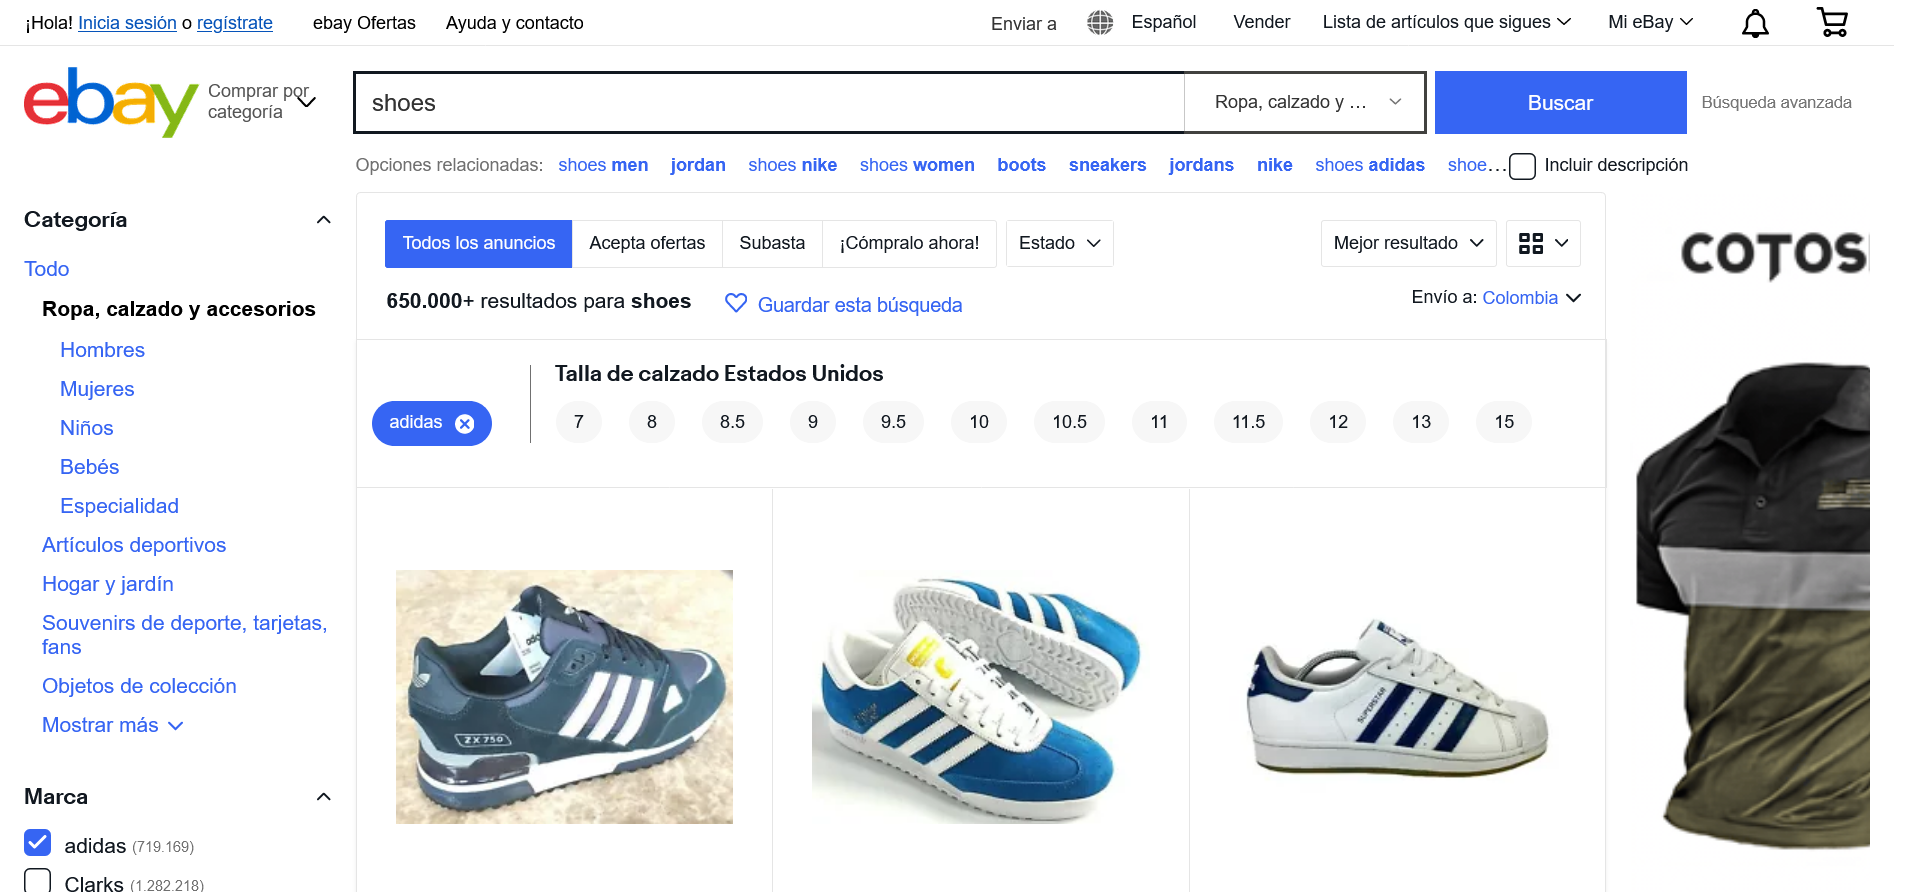 ¡Hola! Inicia sesión o regístrate
ebay Ofertas
Ayuda y contacto
Enviar a
Español
Vender
Lista de artículos que sigues
Mi eBay
ebay
Comprar por
categoría
shoes
Ropa, calzado y ...
Buscar
Búsqueda avanzada
Opciones relacionadas: shoes men jordan shoes nike shoes women boots sneakers jordans nike shoes adidas shoe...
Incluir descripción
Categoría
Todo
Ropa, calzado y accesorios
Hombres
Mujeres
Niños
Bebés
Especialidad
Artículos deportivos
Hogar y jardín
Souvenirs de deporte, tarjetas,
fans
Objetos de colección
Mostrar más
Marca
adidas (719.169)
Clarks (1.282.218)
Todos los anuncios
Acepta ofertas
Subasta
¡Cómpralo ahora!
Estado
Mejor resultado
650.000+ resultados para shoes
Guardar esta búsqueda
Envío a: Colombia
adidas
Talla de calzado Estados Unidos
7 8 8.5 9 9.5 10 10.5 11 11.5 12 13 15
ZX 750
SUPERSTAR
COTOS